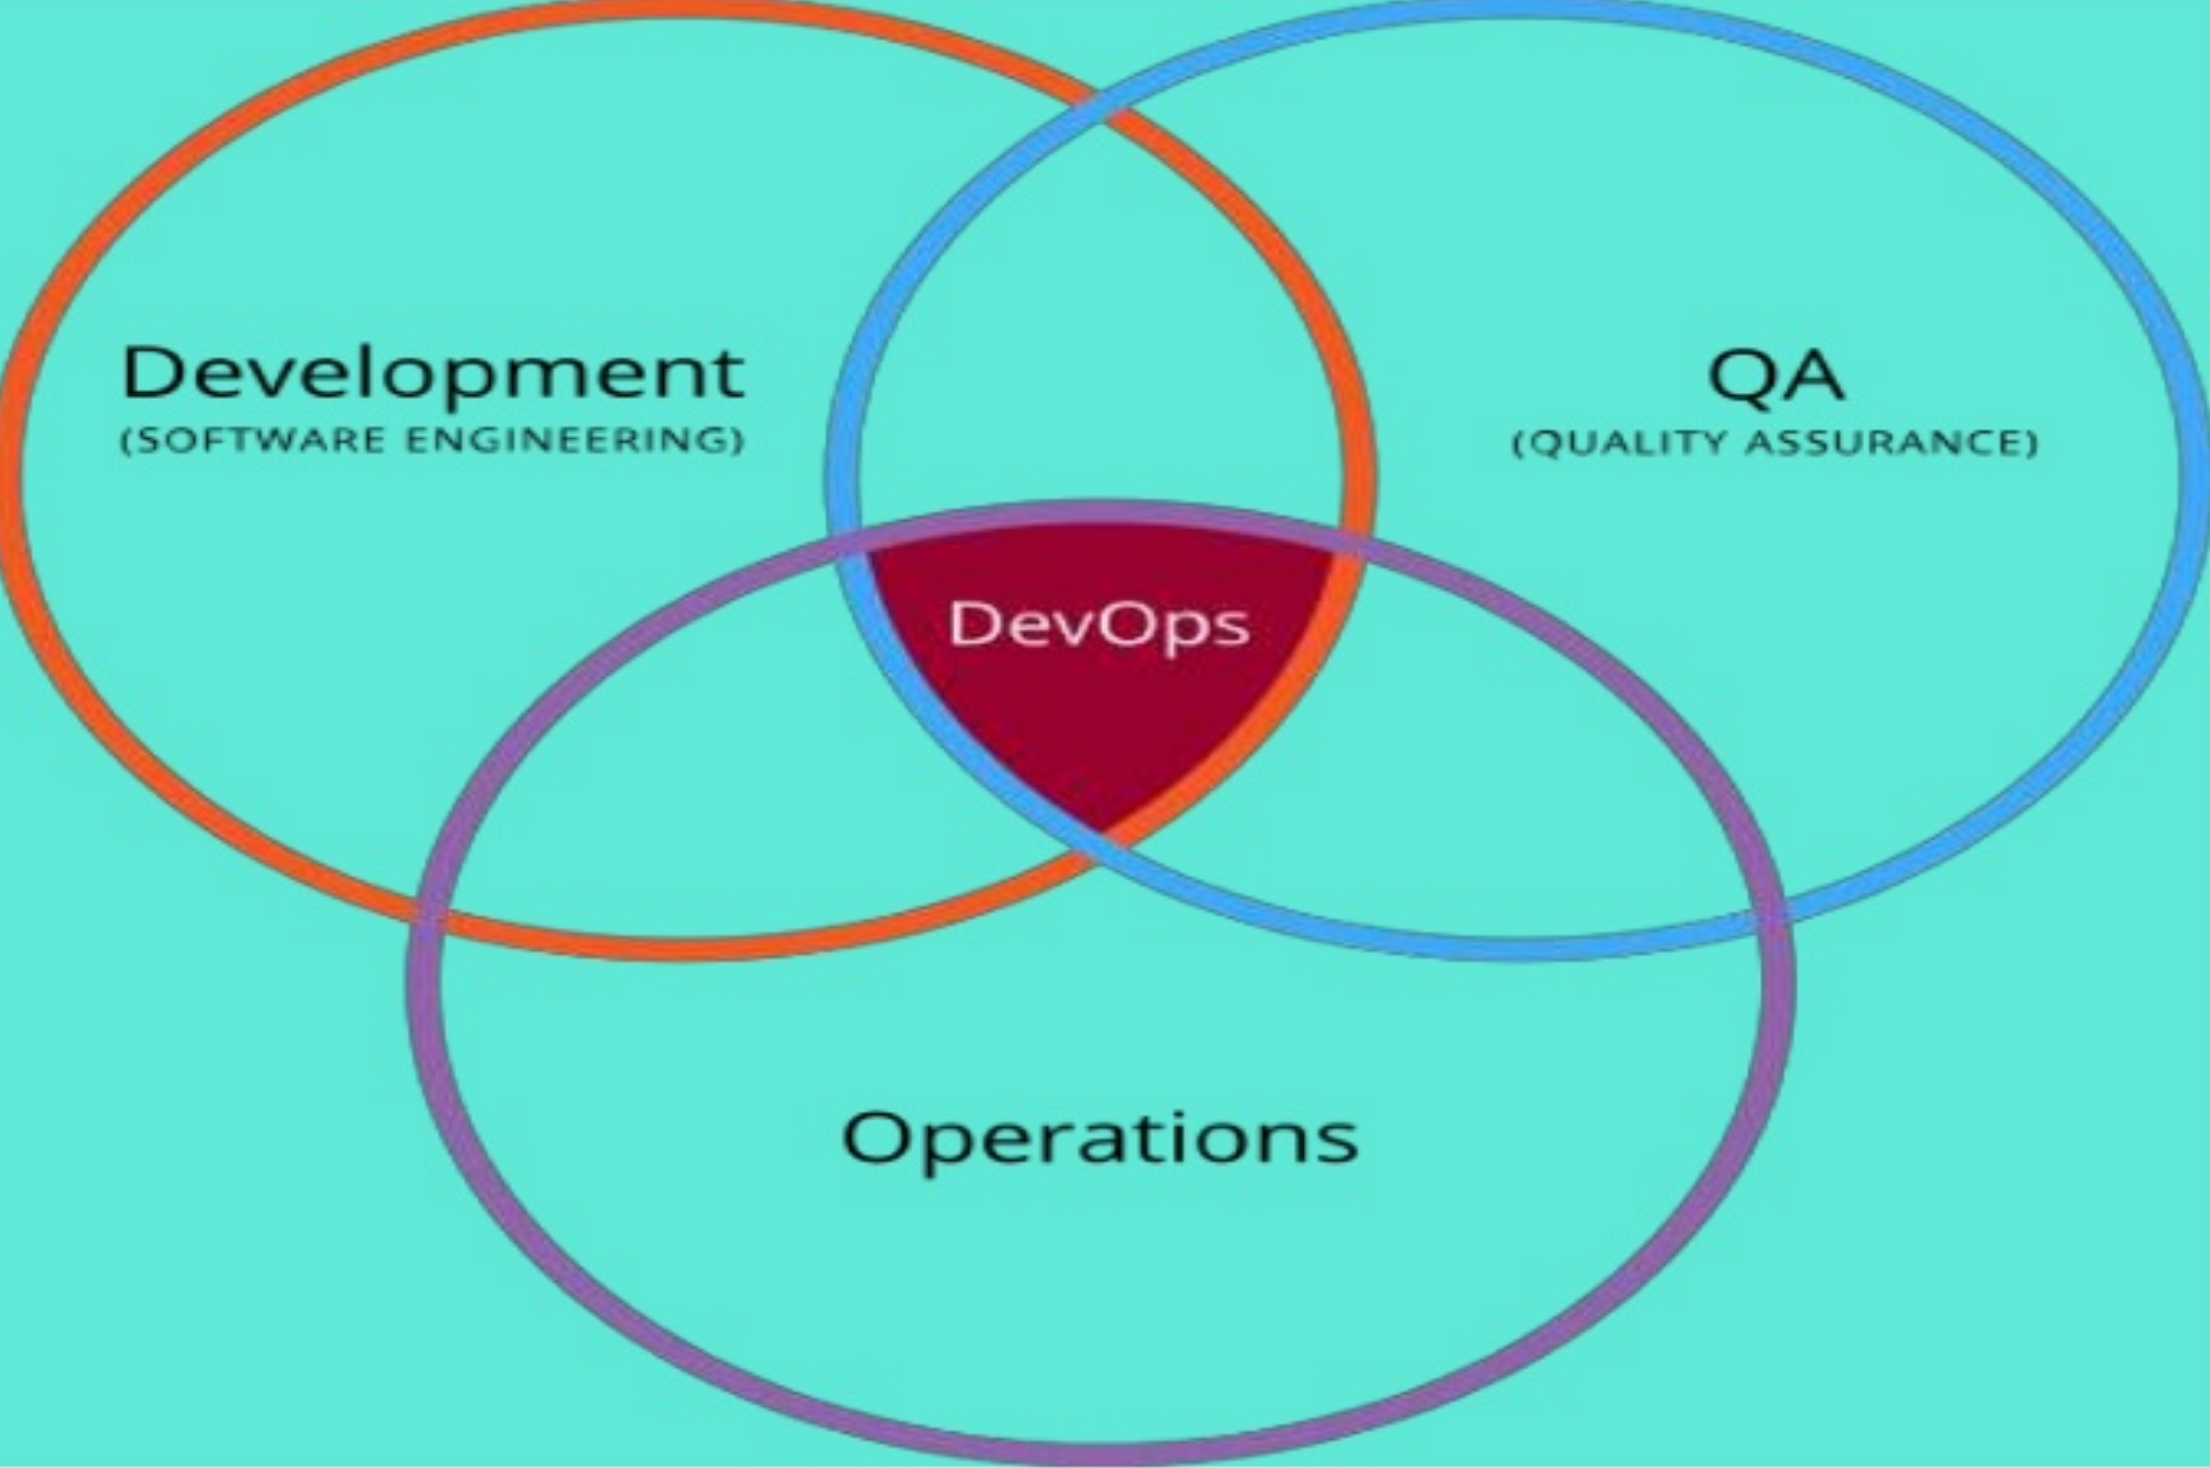 Development
(SOFTWARE ENGINEERING)
QA
(QUALITY ASSURANCE)
DevOps
Operations